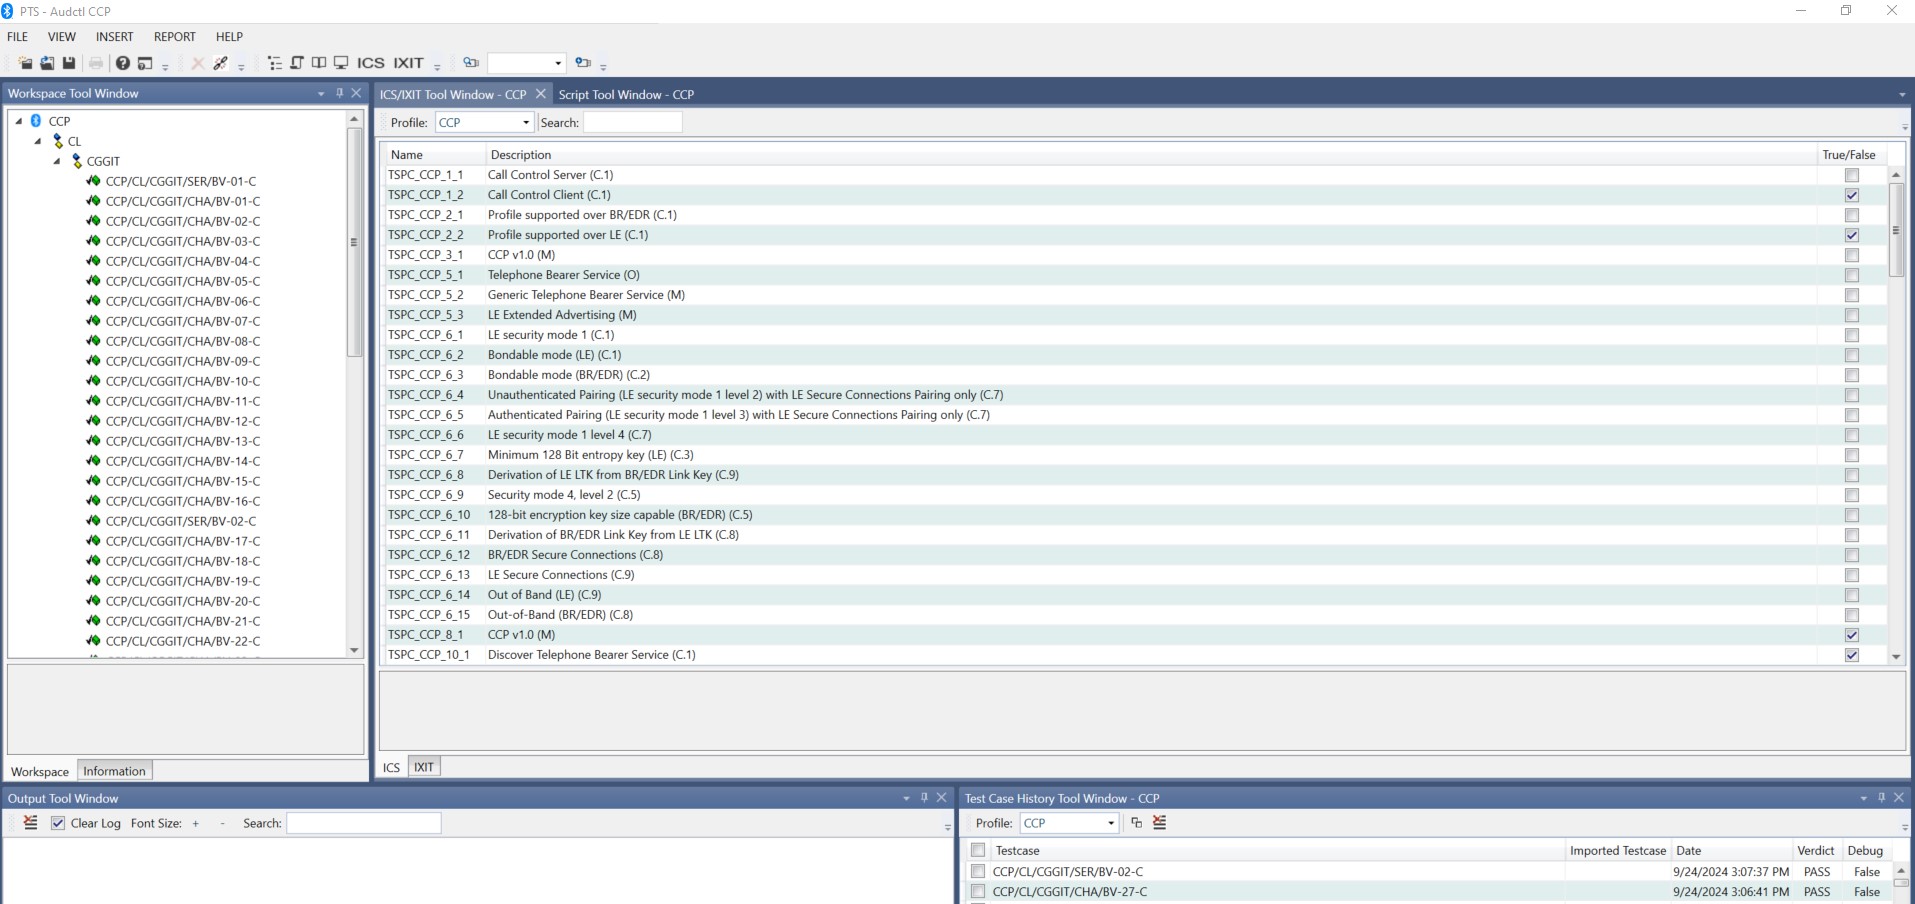 PTS - Audctl CCP
FILE VIEW INSERT REPORT HELP
ICS IXIT
Workspace Tool Window
CCP
CL
CGGIT
CCP/CL/CGGIT/SER/BV-01-C
CCP/CL/CGGIT/CHA/BV-01-C
CCP/CL/CGGIT/CHA/BV-02-C
CCP/CL/CGGIT/CHA/BV-03-C
CCP/CL/CGGIT/CHA/BV-04-C
CCP/CL/CGGIT/CHA/BV-05-C
CCP/CL/CGGIT/CHA/BV-06-C
CCP/CL/CGGIT/CHA/BV-07-C
CCP/CL/CGGIT/CHA/BV-08-C
CCP/CL/CGGIT/CHA/BV-09-C
CCP/CL/CGGIT/CHA/BV-10-C
CCP/CL/CGGIT/CHA/BV-11-C
CCP/CL/CGGIT/CHA/BV-12-C
CCP/CL/CGGIT/CHA/BV-13-C
CCP/CL/CGGIT/CHA/BV-14-C
CCP/CL/CGGIT/CHA/BV-15-C
CCP/CL/CGGIT/CHA/BV-16-C
CCP/CL/CGGIT/SER/BV-02-C
CCP/CL/CGGIT/CHA/BV-17-C
CCP/CL/CGGIT/CHA/BV-18-C
CCP/CL/CGGIT/CHA/BV-19-C
CCP/CL/CGGIT/CHA/BV-20-C
CCP/CL/CGGIT/CHA/BV-21-C
CCP/CL/CGGIT/CHA/BV-22-C
Workspace Information
ICS/IXIT Tool Window - CCP Script Tool Window - CCP
Profile: CCP Search:
Name Description True/False
TSPC_CCP_1_1 Call Control Server (C.1)
TSPC_CCP_1_2 Call Control Client (C.1)
TSPC_CCP_2_1 Profile supported over BR/EDR (C.1)
TSPC_CCP_2_2 Profile supported over LE (C.1)
TSPC_CCP_3_1 CCP v1.0 (M)
TSPC_CCP_5_1 Telephone Bearer Service (O)
TSPC_CCP_5_2 Generic Telephone Bearer Service (M)
TSPC_CCP_5_3 LE Extended Advertising (M)
TSPC_CCP_6_1 LE security mode 1 (C.1)
TSPC_CCP_6_2 Bondable mode (LE) (C.1)
TSPC_CCP_6_3 Bondable mode (BR/EDR) (C.2)
TSPC_CCP_6_4 Unauthenticated Pairing (LE security mode 1 level 2) with LE Secure Connections Pairing only (C.7)
TSPC_CCP_6_5 Authenticated Pairing (LE security mode 1 level 3) with LE Secure Connections Pairing only (C.7)
TSPC_CCP_6_6 LE security mode 1 level 4 (C.7)
TSPC_CCP_6_7 Minimum 128 Bit entropy key (LE) (C.3)
TSPC_CCP_6_8 Derivation of LE LTK from BR/EDR Link Key (C.9)
TSPC_CCP_6_9 Security mode 4, level 2 (C.5)
TSPC_CCP_6_10 128-bit encryption key size capable (BR/EDR) (C.5)
TSPC_CCP_6_11 Derivation of BR/EDR Link Key from LE LTK (C.8)
TSPC_CCP_6_12 BR/EDR Secure Connections (C.8)
TSPC_CCP_6_13 LE Secure Connections (C.9)
TSPC_CCP_6_14 Out of Band (LE) (C.9)
TSPC_CCP_6_15 Out-of-Band (BR/EDR) (C.8)
TSPC_CCP_8_1 CCP v1.0 (M)
TSPC_CCP_10_1 Discover Telephone Bearer Service (C.1)
ICS IXIT
Output Tool Window
Clear Log Font Size: + - Search:
Test Case History Tool Window - CCP
Profile: CCP
Testcase Imported Testcase Date Verdict Debug
CCP/CL/CGGIT/SER/BV-02-C 9/24/2024 3:07:37 PM PASS False
CCP/CL/CGGIT/CHA/BV-27-C 9/24/2024 3:06:41 PM PASS False